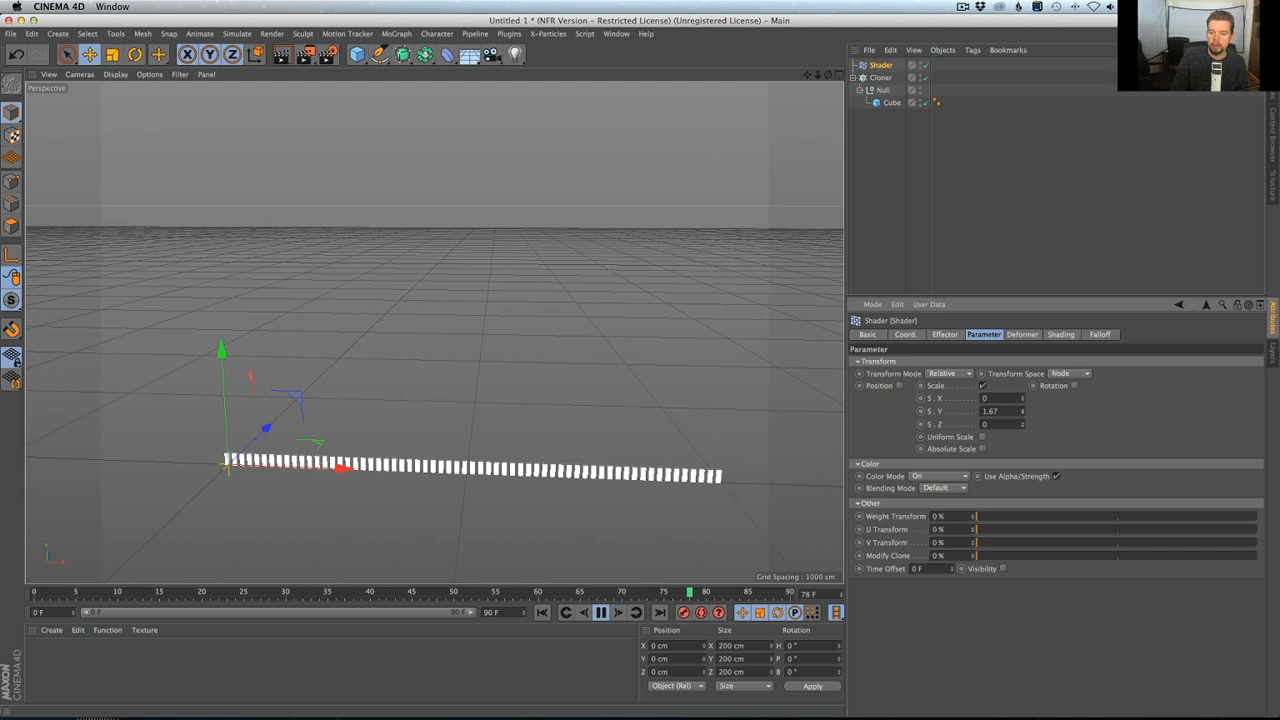 CINEMA 4D Window
Untitled 1 * (NFR Version - Restricted License) (Unregistered License) - Main
File Edit Create Select Tools Mesh Snap Animate Simulate Render Sculpt Motion Tracker MoGraph Character Pipeline Plugins X-Particles Script Window Help
X Y Z
View Cameras Display Options Filter Panel
File Edit View Objects Tags Bookmarks
Perspective
Shader
Cloner
Null
Cube
Content Browser
Structure
Y
X
Grid Spacing : 1000 cm
Mode Edit User Data
Shader [Shader]
Basic Coord. Effector Parameter Deformer Shading Falloff
Parameter
Transform
Transform Mode Relative Transform Space Node
Position Scale Rotation
S . X 0
S . Y 1.67
S . Z 0
Uniform Scale
Absolute Scale
Color
Color Mode On Use Alpha/Strength
Blending Mode Default
Other
Weight Transform 0 %
U Transform 0 %
V Transform 0 %
Modify Clone 0 %
Time Offset 0 F Visibility
Attributes
Layers
0 5 10 15 20 25 30 35 40 45 50 55 60 65 70 75 80 85 90 78 F
0 F 0 F 90 F 90 F
P
Create Edit Function Texture
Position Size Rotation
X 0 cm X 200 cm H 0 °
Y 0 cm Y 200 cm P 0 °
Z 0 cm Z 200 cm B 0 °
Object (Rel) Size Apply
MAXON
CINEMA 4D